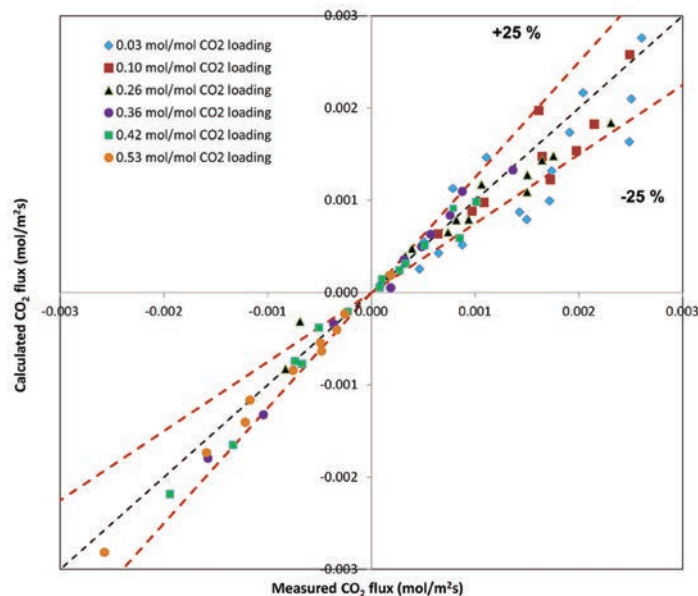 0.003
+25 %
0.03 mol/mol CO2 loading
0.10 mol/mol CO2 loading
0.26 mol/mol CO2 loading
0.36 mol/mol CO2 loading
0.42 mol/mol CO2 loading
0.53 mol/mol CO2 loading
0.002
0.001
-25 %
0.000
-0.003
-0.002
-0.001
0.000
0.001
0.002
0.003
-0.001
-0.002
-0.003
Calculated CO₂ flux (mol/m²s)
Measured CO₂ flux (mol/m²s)